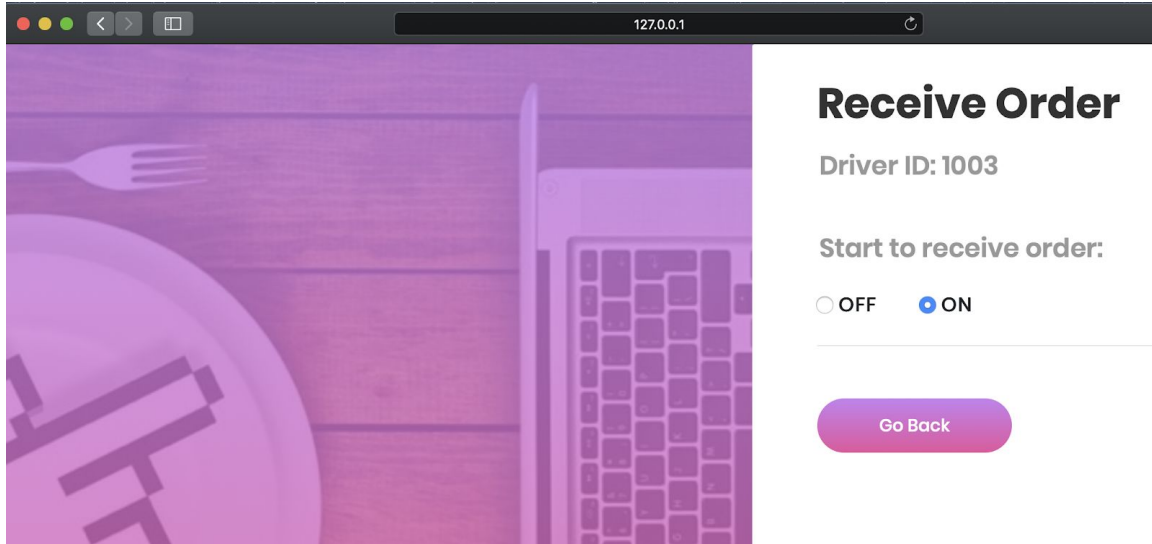 127.0.0.1
Receive Order
Driver ID: 1003
Start to receive order:
OFF ON
Go Back